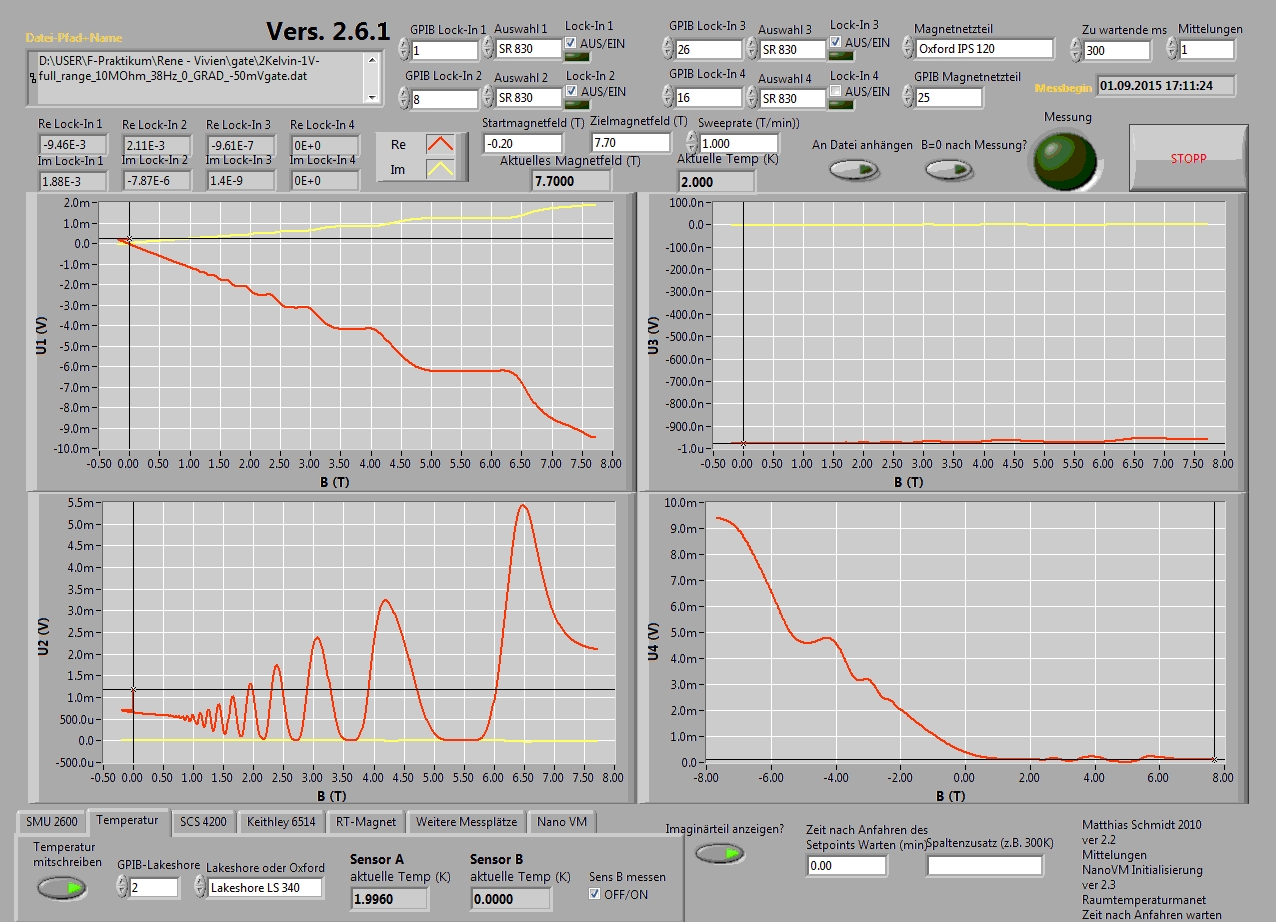 Datei-Pfad--Name
Vers. 2.6.1
D:\USER\F-Praktikum\Rene - Vivien\gate\2Kelvin-1V-
full_range_10MOhm_38Hz_0_GRAD_-50mVgate.dat
GPIB Lock-In 1 Auswahl 1 Lock-In 1
1 SR 830 AUS/EIN
GPIB Lock-In 2 Auswahl 2 Lock-In 2
8 SR 830 AUS/EIN
GPIB Lock-In 3 Auswahl 3 Lock-In 3
26 SR 830 AUS/EIN
GPIB Lock-In 4 Auswahl 4 Lock-In 4
16 SR 830 AUS/EIN
Magnetnetzteil
Oxford IPS 120
GPIB Magnetnetzteil
25
Zu wartende ms Mittelungen
300 1
Messbegin 01.09.2015 17:11:24
Re Lock-In 1 Re Lock-In 2 Re Lock-In 3 Re Lock-In 4
-9.46E-3 2.11E-3 -9.61E-7 0E+0
Im Lock-In 1 Im Lock-In 2 Im Lock-In 3 Im Lock-In 4
1.88E-3 -7.87E-6 1.4E-9 0E+0
Re
Im
Startmagnetfeld (T) Zielmagnetfeld (T) Sweeprate (T/min))
-0.20 7.70 1.000
Aktuelles Magnetfeld (T) Aktuelle Temp (K)
7.7000 2.000
An Datei anhängen B=0 nach Messung?
Messung
STOPP
2.0m
1.0m
0.0
-1.0m
-2.0m
-3.0m
-4.0m
-5.0m
-6.0m
-7.0m
-8.0m
-9.0m
-10.0m
U1 (V)
-0.50 0.00 0.50 1.00 1.50 2.00 2.50 3.00 3.50 4.00 4.50 5.00 5.50 6.00 6.50 7.00 7.50 8.00
B (T)
100.0n
0.0
-100.0n
-200.0n
-300.0n
-400.0n
-500.0n
-600.0n
-700.0n
-800.0n
-900.0n
-1.0u
U3 (V)
-0.50 0.00 0.50 1.00 1.50 2.00 2.50 3.00 3.50 4.00 4.50 5.00 5.50 6.00 6.50 7.00 7.50 8.00
B (T)
5.5m
5.0m
4.5m
4.0m
3.5m
3.0m
2.5m
2.0m
1.5m
1.0m
500.0u
0.0
-500.0u
U2 (V)
-0.50 0.00 0.50 1.00 1.50 2.00 2.50 3.00 3.50 4.00 4.50 5.00 5.50 6.00 6.50 7.00 7.50 8.00
B (T)
10.0m
9.0m
8.0m
7.0m
6.0m
5.0m
4.0m
3.0m
2.0m
1.0m
0.0
U4 (V)
-8.00 -6.00 -4.00 -2.00 0.00 2.00 4.00 6.00 8.00
B (T)
SMU 2600 Temperatur SCS 4200 Keithley 6514 RT-Magnet Weitere Messplätze Nano VM
Temperatur
mitschreiben
GPIB-Lakeshore Lakeshore oder Oxford
2 Lakeshore LS 340
Sensor A
aktuelle Temp (K)
1.9960
Sensor B
aktuelle Temp (K)
0.0000
Sens B messen
OFF/ON
Imaginärteil anzeigen?
Zeit nach Anfahren des
Setpoints Warten (min)
0.00
Spaltenzusatz (z.B. 300K)
Matthias Schmidt 2010
ver 2.2
Mittelungen
NanoVM Initialisierung
ver 2.3
Raumtemperaturmanet
Zeit nach Anfahren warten